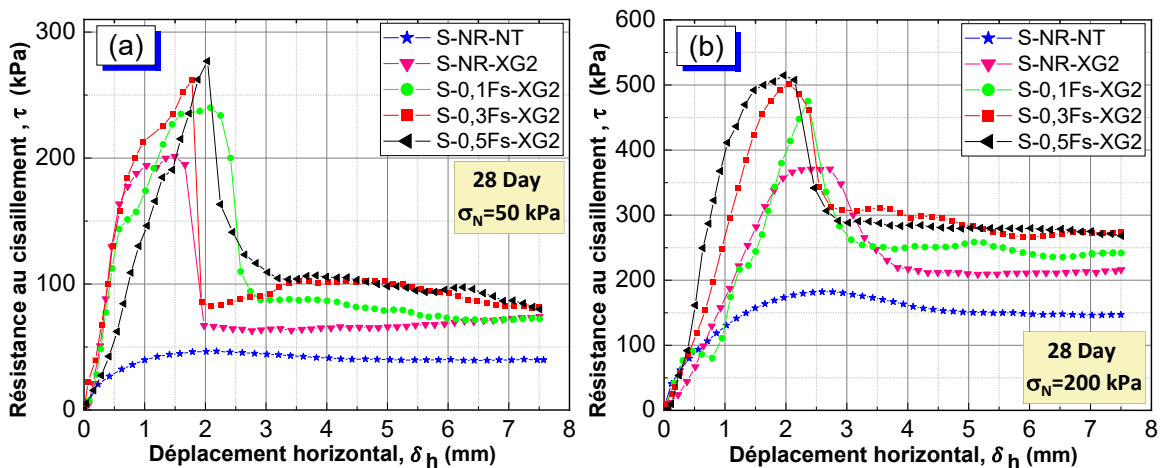 (a)
Résistance au cisaillement , τ (kPa)
300
200
100
0
S-NR-NT
S-NR-XG2
S-0,1Fs-XG2
S-0,3Fs-XG2
S-0,5Fs-XG2
28 Day
σN=50 kPa
0 1 2 3 4 5 6 7 8
Déplacement horizontal, δh (mm)
(b)
Résistance au cisaillement , τ (kPa)
600
500
400
300
200
100
0
S-NR-NT
S-NR-XG2
S-0,1Fs-XG2
S-0,3Fs-XG2
S-0,5Fs-XG2
28 Day
σN=200 kPa
0 1 2 3 4 5 6 7 8
Déplacement horizontal, δh (mm)